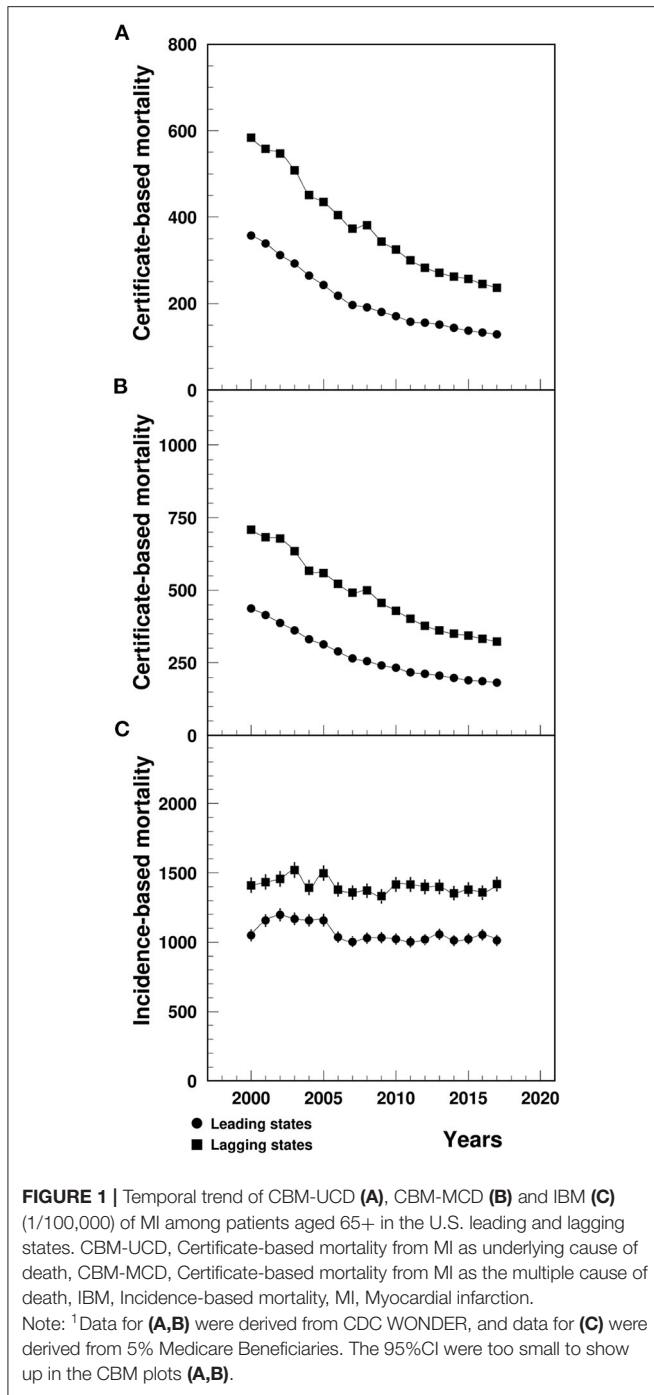 A
800
600
400
200
0
Certificate-based mortality
B
1000
750
500
250
0
Certificate-based mortality
C
2000
1500
1000
500
0
Incidence-based mortality
2000 2005 2010 2015 2020
Leading states
Lagging states
Years
FIGURE 1 | Temporal trend of CBM-UCD (A), CBM-MCD (B) and IBM (C)
(1/100,000) of MI among patients aged 65+ in the U.S. leading and lagging
states. CBM-UCD, Certificate-based mortality from MI as underlying cause of
death, CBM-MCD, Certificate-based mortality from MI as the multiple cause of
death, IBM, Incidence-based mortality, MI, Myocardial infarction.
Note: ¹Data for (A,B) were derived from CDC WONDER, and data for (C) were
derived from 5% Medicare Beneficiaries. The 95%CI were too small to show
up in the CBM plots (A,B).